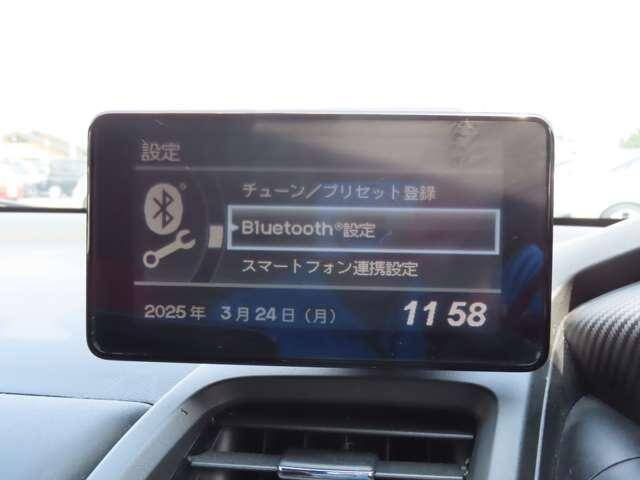 設定
チューン／プリセット登録
Bluetooth®設定
スマートフォン連携設定
2025年 3月24日(月) 11 58